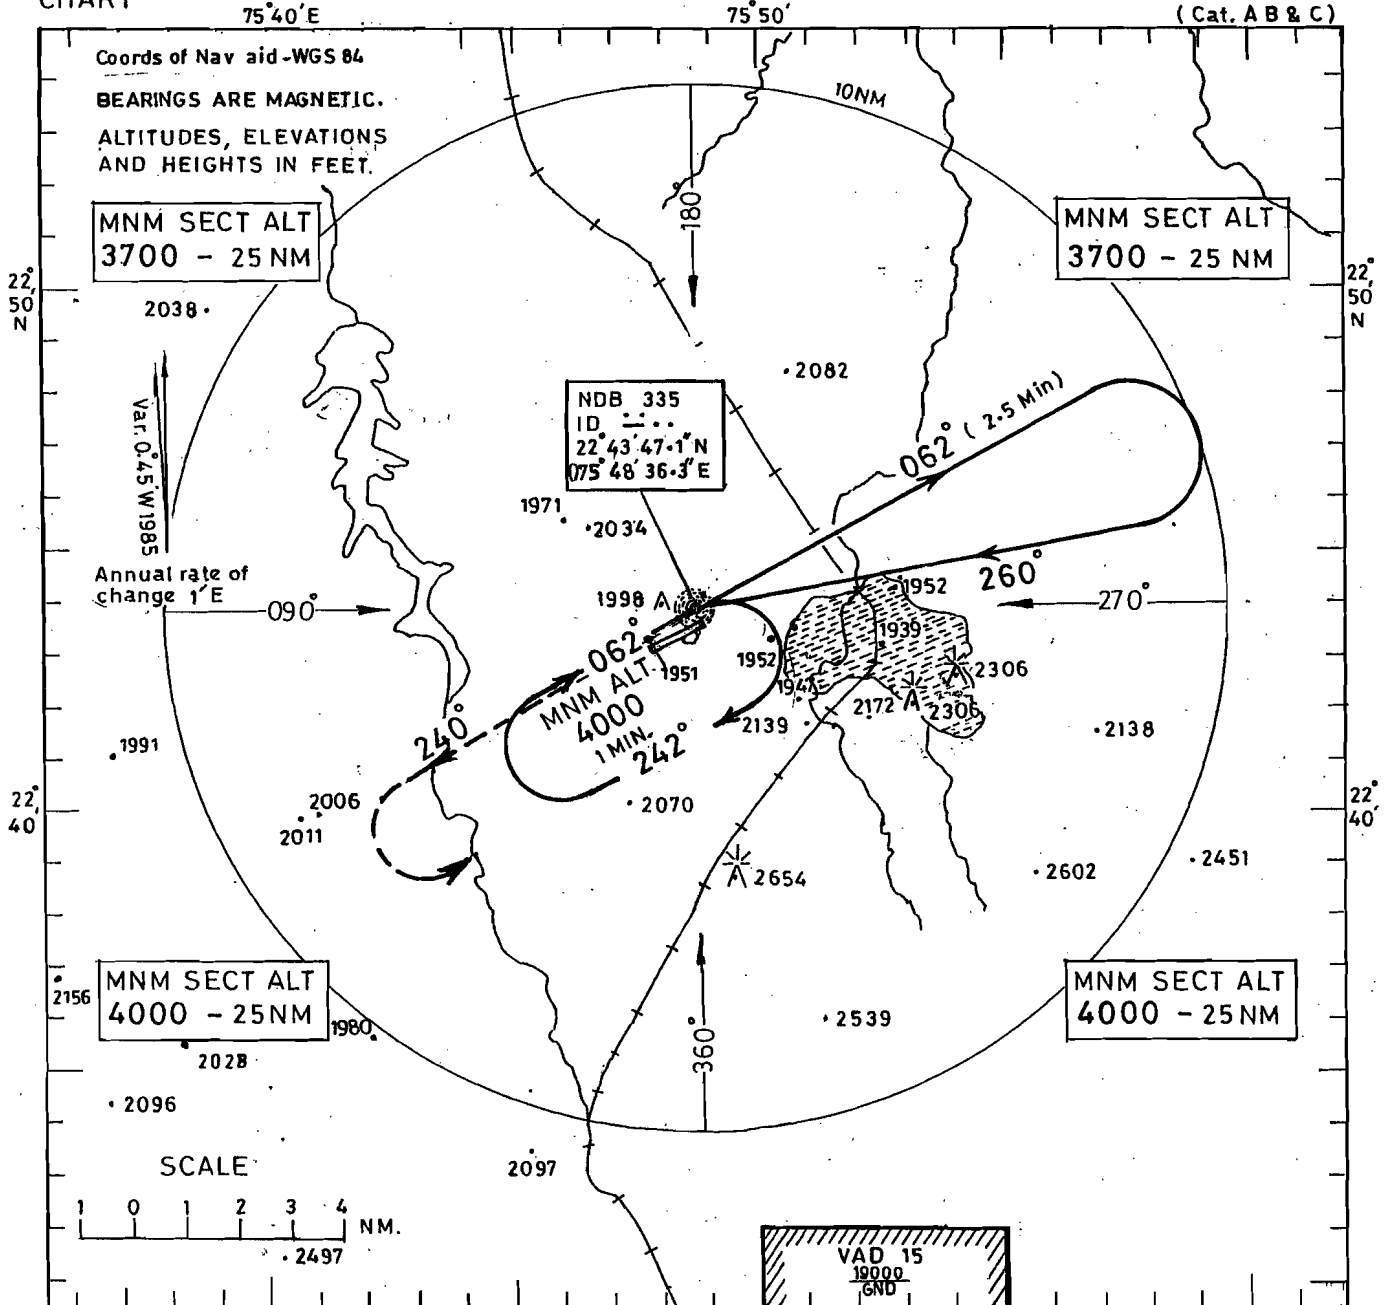 CHART
75°40'E
75°50'
(Cat. A B & C)
Coords of Nav aid-WGS 84
BEARINGS ARE MAGNETIC.
ALTITUDES, ELEVATIONS
AND HEIGHTS IN FEET.
10NM
MNM SECT ALT
3700 - 25 NM
MNM SECT ALT
3700 - 25 NM
180°
22°
50'
N
22°
50'
N
2038
2082
NDB 335
ID -··
22°43'47.1"N
075°48'36.3"E
062° (2.5 Min)
Var. 0°45'W 1985
Annual rate of
change 1'E
1971
2034
260°
1952
1998
090°
270°
062°
1939
1952
1951
2306
MNM ALT
4000
1 MIN.
242°
1941
2172
2306
2139
2138
240°
1991
2006
2011
2070
22°
40'
22°
40'
2654
2602
2451
MNM SECT ALT
4000 - 25NM
MNM SECT ALT
4000 - 25NM
2156
1980
2028
2539
360°
2096
2097
SCALE
1 0 1 2 3 4 NM.
2497
VAD 15
19000
GND